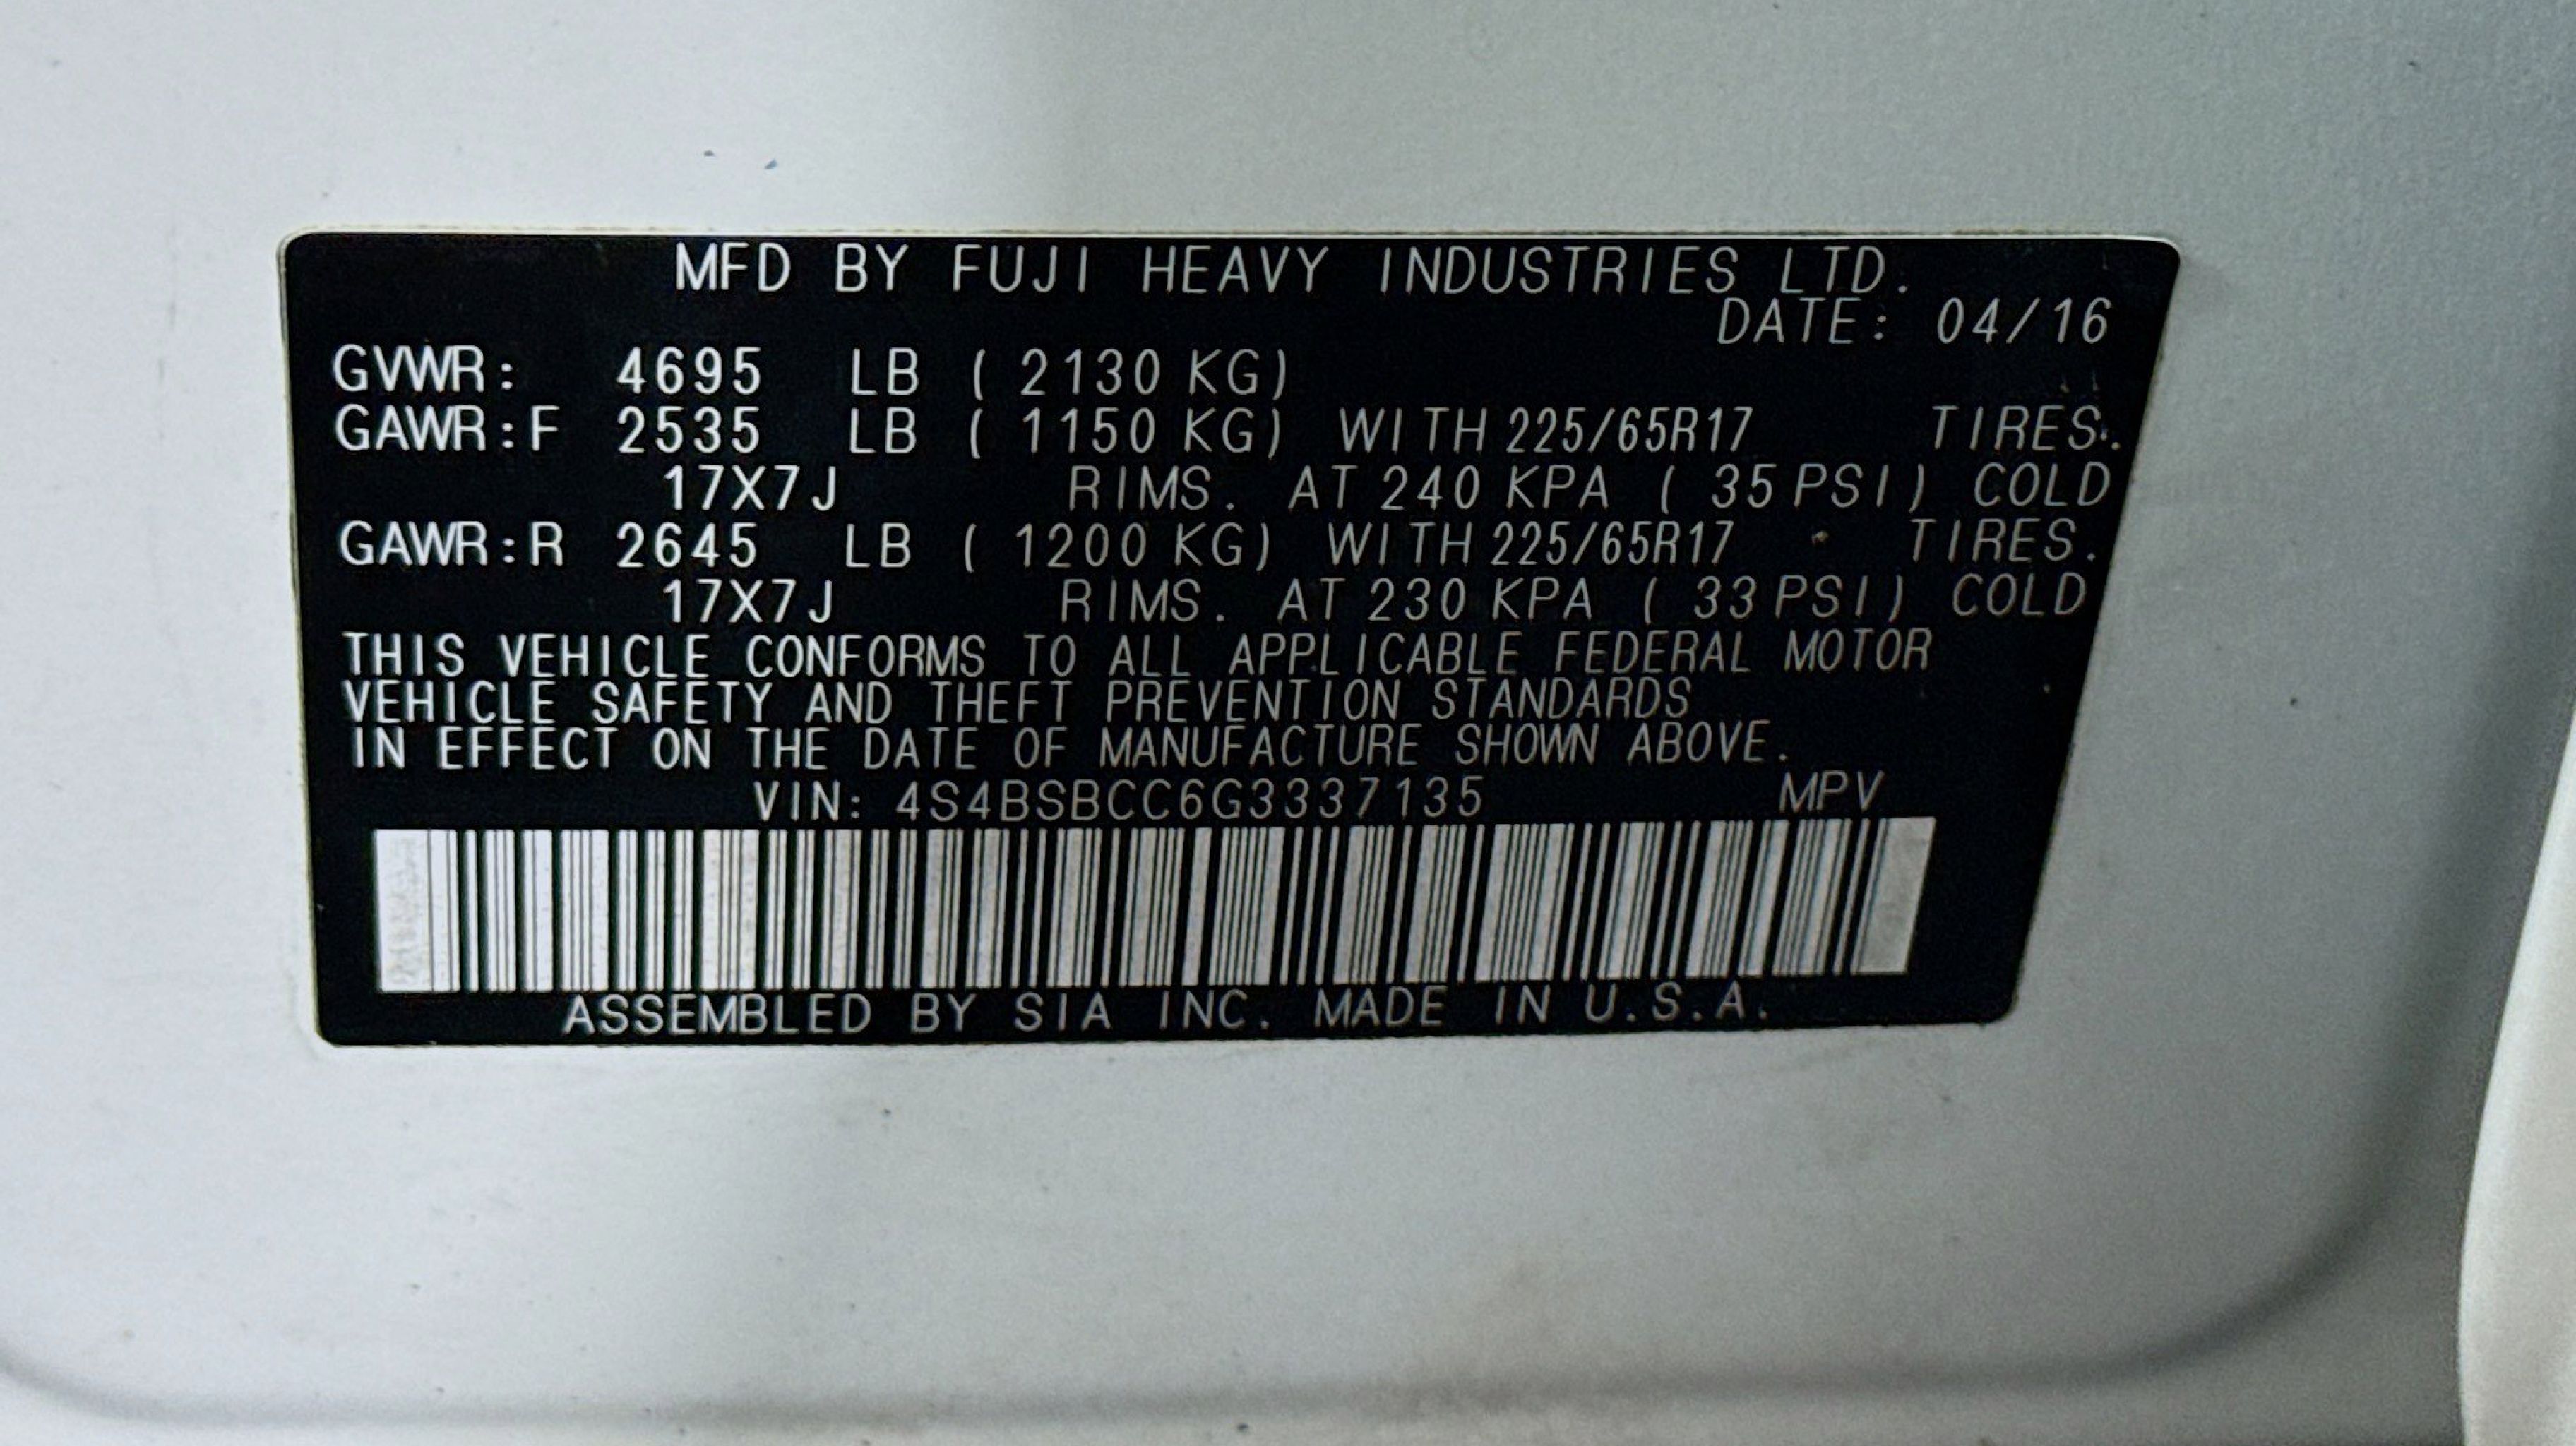 MFD BY FUJI HEAVY INDUSTRIES LTD.
DATE: 04/16
GVWR: 4695 LB ( 2130 KG)
GAWR:F 2535 LB ( 1150 KG) WITH 225/65R17 TIRES.
17X7J RIMS. AT 240 KPA ( 35 PSI) COLD
GAWR:R 2645 LB ( 1200 KG) WITH 225/65R17 TIRES.
17X7J RIMS. AT 230 KPA ( 33 PSI) COLD
THIS VEHICLE CONFORMS TO ALL APPLICABLE FEDERAL MOTOR
VEHICLE SAFETY AND THEFT PREVENTION STANDARDS
IN EFFECT ON THE DATE OF MANUFACTURE SHOWN ABOVE.
VIN: 4S4BSBCC6G3337135 MPV
ASSEMBLED BY SIA INC. MADE IN U.S.A.